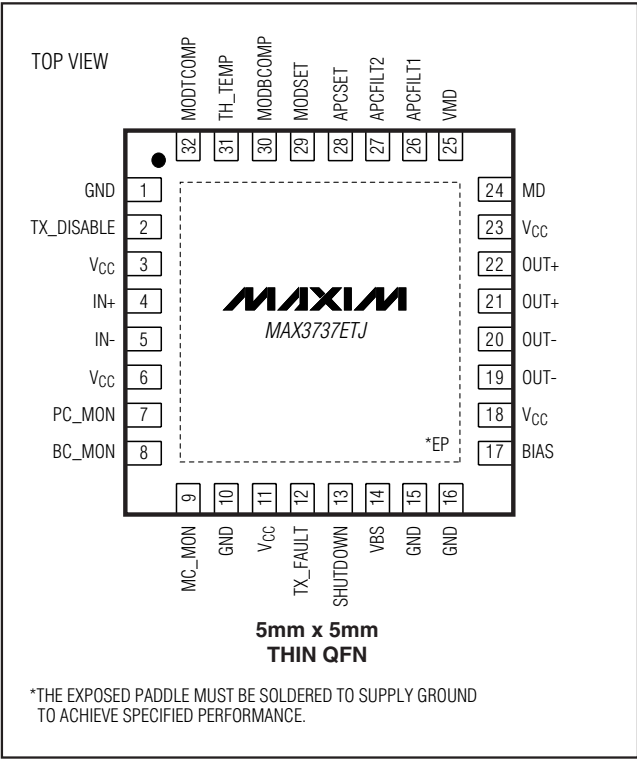 TOP VIEW
MODTCOMP
TH_TEMP
MODBCOMP
MODSET
APCSET
APCFILT2
APCFILT1
VMD
32
31
30
29
28
27
26
25
GND 1
TX_DISABLE 2
VCC 3
IN+ 4
IN- 5
VCC 6
PC_MON 7
BC_MON 8
MAXIM
MAX3737ETJ
*EP
24 MD
23 VCC
22 OUT+
21 OUT+
20 OUT-
19 OUT-
18 VCC
17 BIAS
9
10
11
12
13
14
15
16
MC_MON
GND
VCC
TX_FAULT
SHUTDOWN
VBS
GND
GND
5mm x 5mm
THIN QFN
*THE EXPOSED PADDLE MUST BE SOLDERED TO SUPPLY GROUND
TO ACHIEVE SPECIFIED PERFORMANCE.